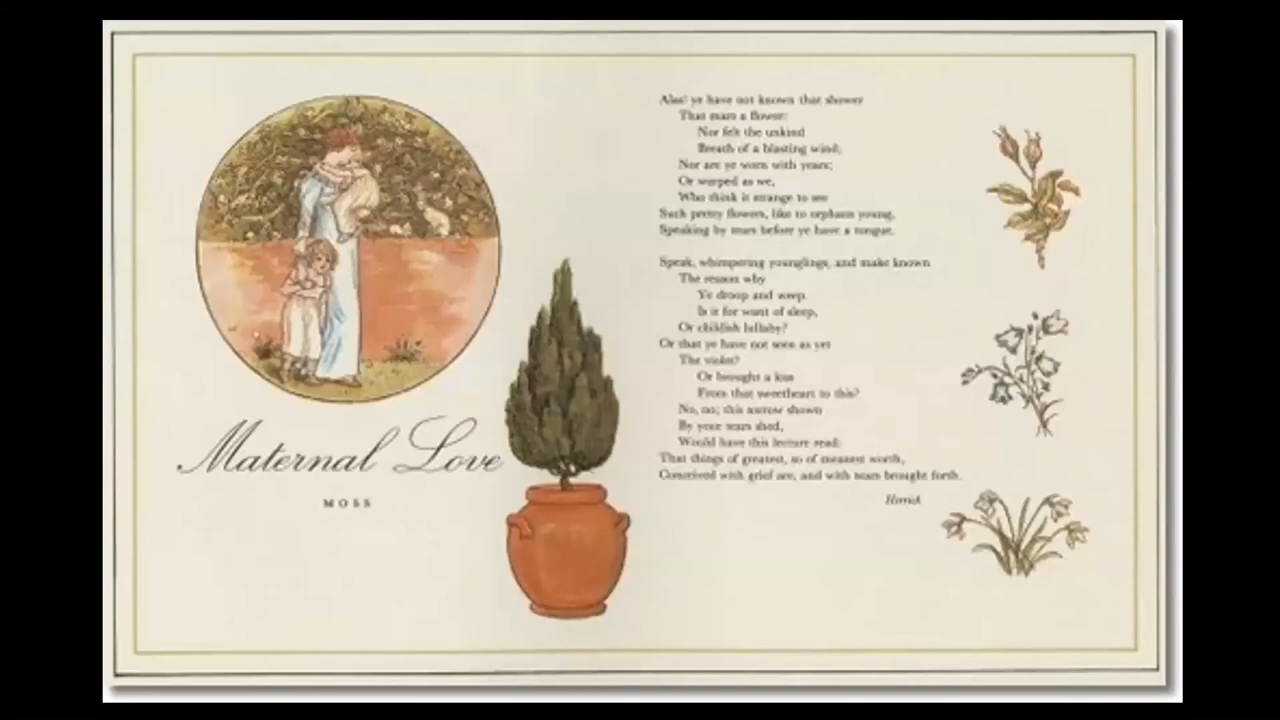 Maternal Love
MOSS
Alas! ye have not known that shower
That mars a flower:
Nor felt the unkind
Breath of a blasting wind;
Nor are ye worn with years;
Or warped as we,
Who think it strange to see
Such pretty flowers, like to orphans young,
Speaking by tears before ye have a tongue.
Speak, whimpering younglings, and make known
The reason why
Ye droop and weep.
Is it for want of sleep,
Or childish lullaby?
Or that ye have not seen as yet
The violet?
Or brought a kiss
From that sweetheart to this?
No, no; this sorrow shown
By your tears shed,
Would have this lecture read:
That things of greatest, so of meanest worth,
Conceived with grief are, and with tears brought forth.
Herrick